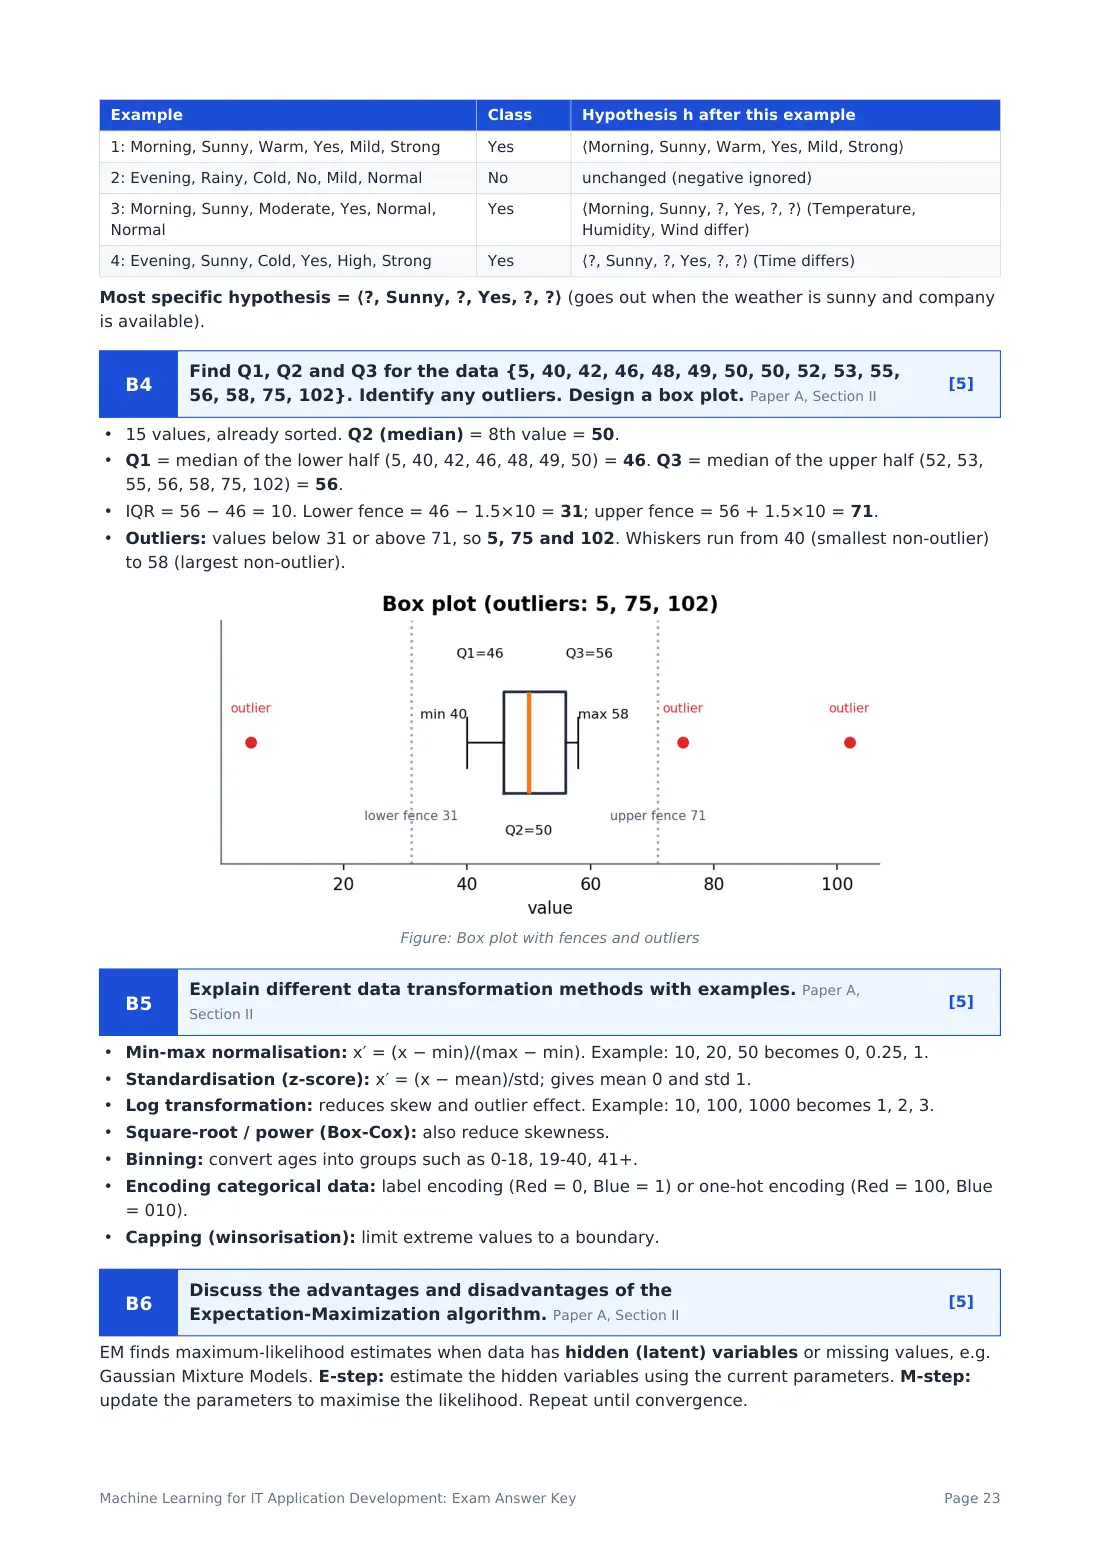 Example Class Hypothesis h after this example
1: Morning, Sunny, Warm, Yes, Mild, Strong Yes ⟨Morning, Sunny, Warm, Yes, Mild, Strong⟩
2: Evening, Rainy, Cold, No, Mild, Normal No unchanged (negative ignored)
3: Morning, Sunny, Moderate, Yes, Normal, Yes ⟨Morning, Sunny, ?, Yes, ?, ?⟩ (Temperature,
Normal Humidity, Wind differ)
4: Evening, Sunny, Cold, Yes, High, Strong Yes ⟨?, Sunny, ?, Yes, ?, ?⟩ (Time differs)
Most specific hypothesis = ⟨?, Sunny, ?, Yes, ?, ?⟩ (goes out when the weather is sunny and company
is available).
B4 Find Q1, Q2 and Q3 for the data {5, 40, 42, 46, 48, 49, 50, 50, 52, 53, 55, [5]
56, 58, 75, 102}. Identify any outliers. Design a box plot. Paper A, Section II
• 15 values, already sorted. Q2 (median) = 8th value = 50.
• Q1 = median of the lower half (5, 40, 42, 46, 48, 49, 50) = 46. Q3 = median of the upper half (52, 53,
55, 56, 58, 75, 102) = 56.
• IQR = 56 − 46 = 10. Lower fence = 46 − 1.5×10 = 31; upper fence = 56 + 1.5×10 = 71.
• Outliers: values below 31 or above 71, so 5, 75 and 102. Whiskers run from 40 (smallest non-outlier)
to 58 (largest non-outlier).
Box plot (outliers: 5, 75, 102)
Q1=46 Q3=56
outlier min 40 max 58 outlier outlier
lower fence 31 upper fence 71
Q2=50
20 40 60 80 100
value
Figure: Box plot with fences and outliers
B5 Explain different data transformation methods with examples. Paper A, [5]
Section II
• Min-max normalisation: x′ = (x − min)/(max − min). Example: 10, 20, 50 becomes 0, 0.25, 1.
• Standardisation (z-score): x′ = (x − mean)/std; gives mean 0 and std 1.
• Log transformation: reduces skew and outlier effect. Example: 10, 100, 1000 becomes 1, 2, 3.
• Square-root / power (Box-Cox): also reduce skewness.
• Binning: convert ages into groups such as 0-18, 19-40, 41+.
• Encoding categorical data: label encoding (Red = 0, Blue = 1) or one-hot encoding (Red = 100, Blue
= 010).
• Capping (winsorisation): limit extreme values to a boundary.
B6 Discuss the advantages and disadvantages of the [5]
Expectation-Maximization algorithm. Paper A, Section II
EM finds maximum-likelihood estimates when data has hidden (latent) variables or missing values, e.g.
Gaussian Mixture Models. E-step: estimate the hidden variables using the current parameters. M-step:
update the parameters to maximise the likelihood. Repeat until convergence.
Machine Learning for IT Application Development: Exam Answer Key Page 23